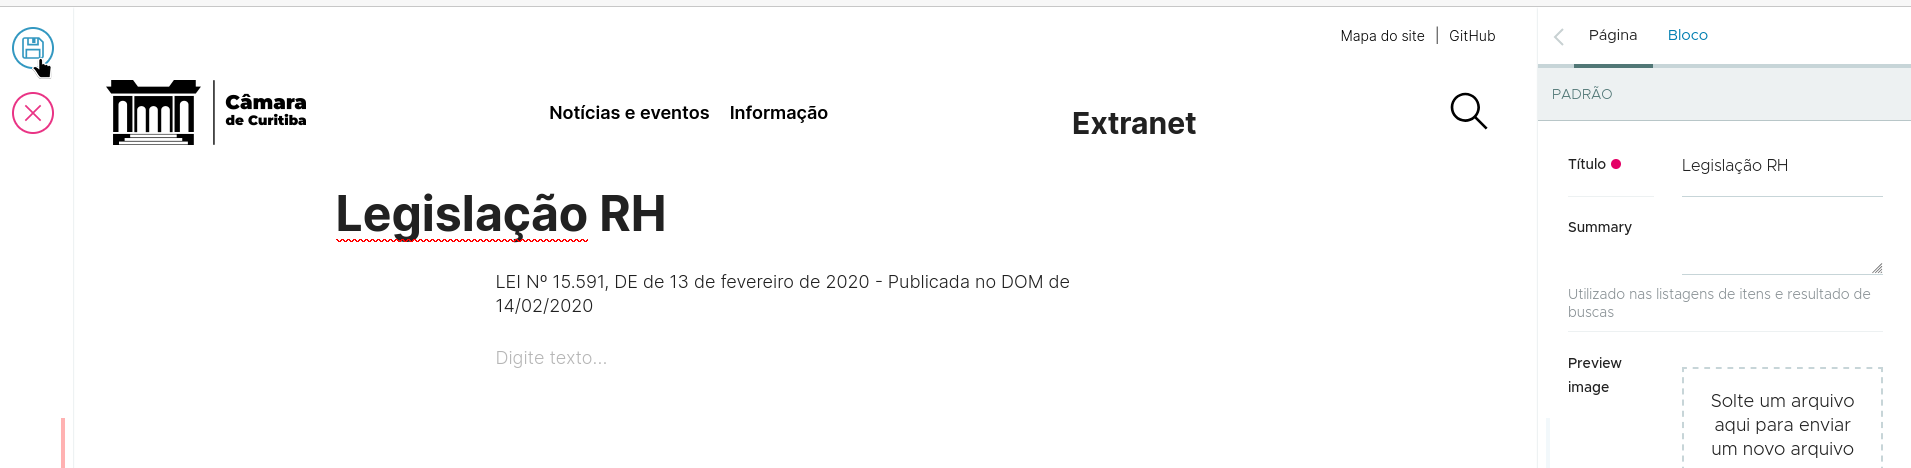 Mapa do site | GitHub
Câmara
de Curitiba
Notícias e eventos Informação
Extranet
Legislação RH
LEI Nº 15.591, DE de 13 de fevereiro de 2020 - Publicada no DOM de
14/02/2020
Digite texto...
Página Bloco
PADRÃO
Título Legislação RH
Summary
Utilizado nas listagens de itens e resultado de
buscas
Preview
image
Solte um arquivo
aqui para enviar
um novo arquivo